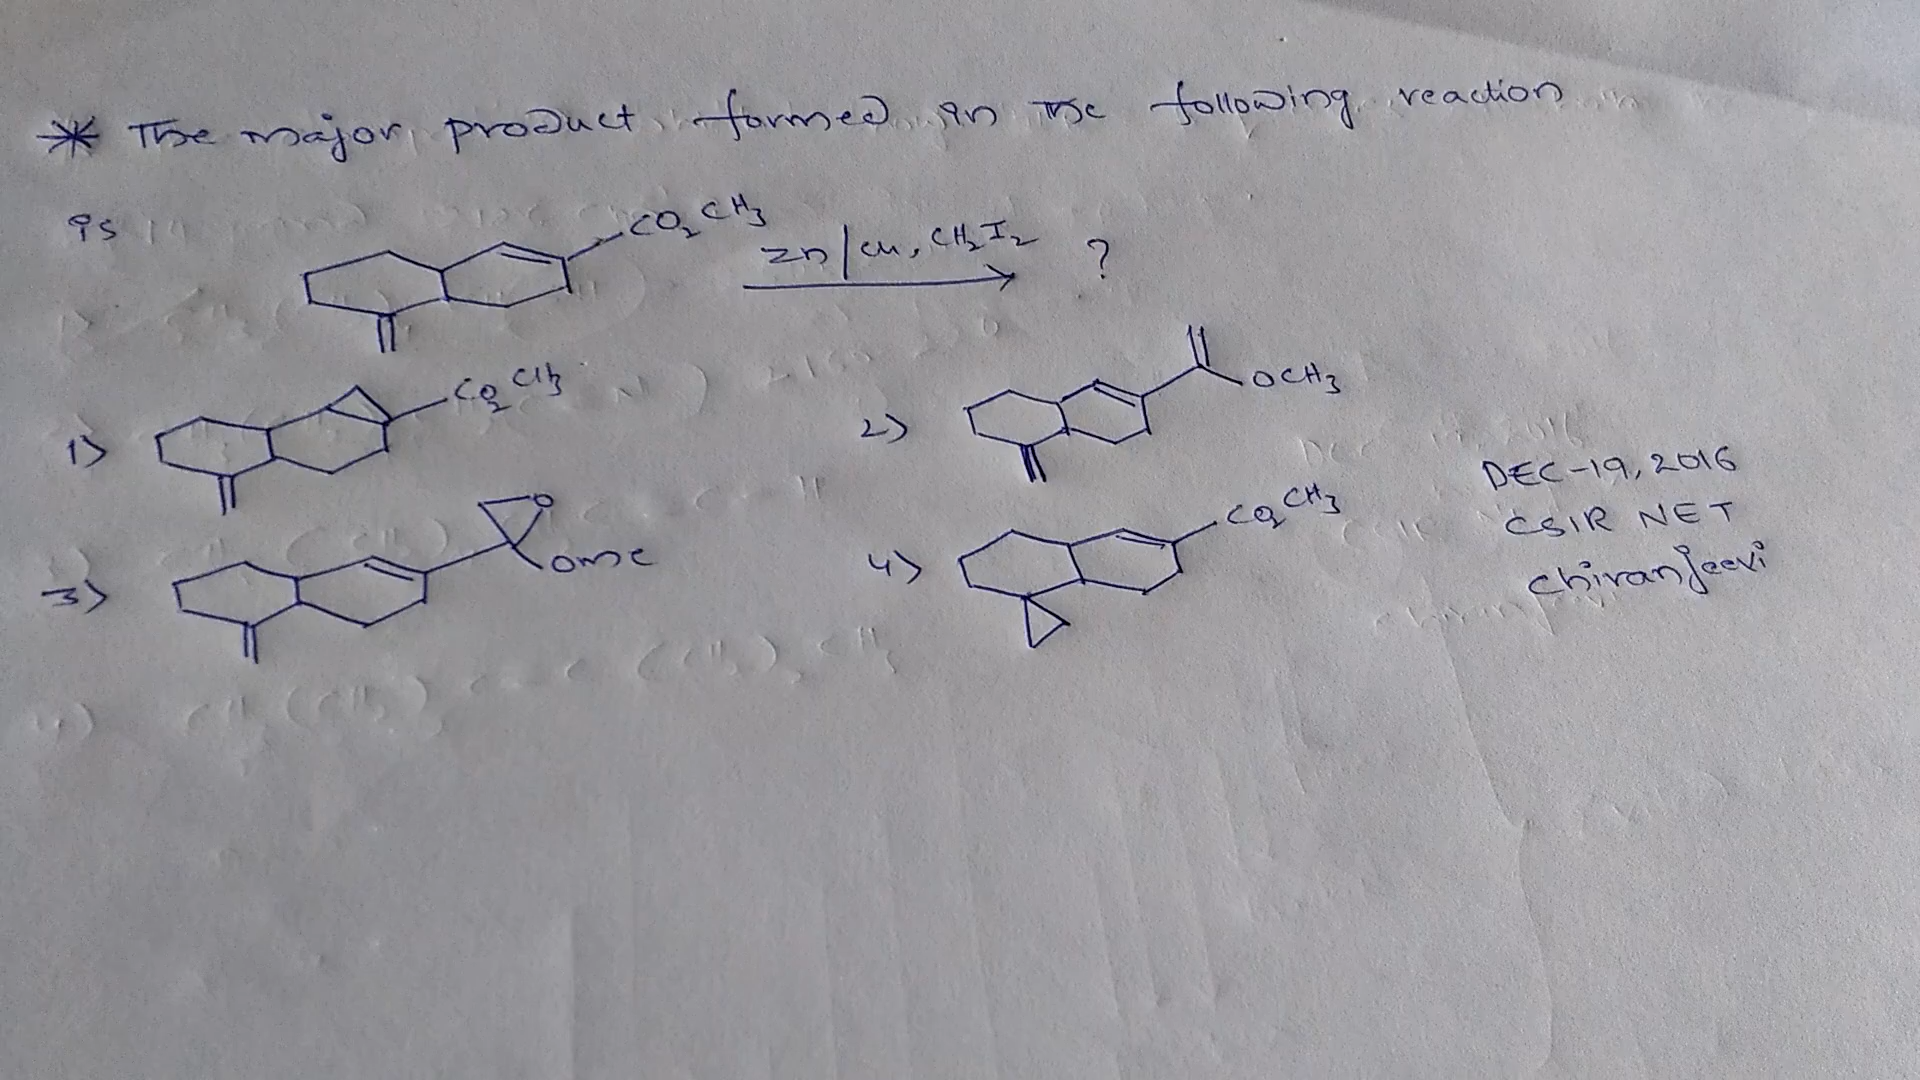 * The major product formed in the following reaction
is
CO₂CH₃
Zn/Cu, CH₂I₂
?
1) CO₂CH₃
2) OCH₃
3) O
OMe
4) CO₂CH₃
DEC-19, 2016
CSIR NET
Chiranjeevi